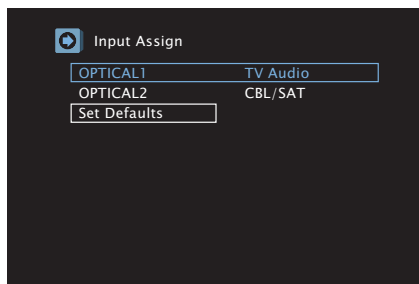 Input Assign
OPTICAL1 TV Audio
OPTICAL2 CBL/SAT
Set Defaults